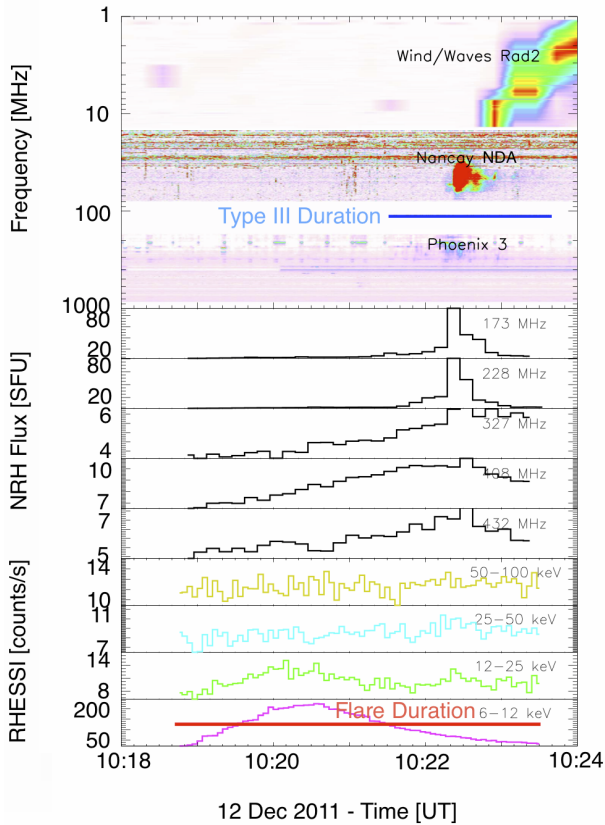 1
Wind/Waves Rad2
10
Nancay NDA
100
Type III Duration
Phoenix 3
1000
Frequency [MHz]
80
173 MHz
20
80
228 MHz
20
6
327 MHz
4
10
408 MHz
7
7
432 MHz
5
NRH Flux [SFU]
14
50-100 keV
10
11
25-50 keV
7
14
12-25 keV
8
200
Flare Duration
6-12 keV
50
RHESSI [counts/s]
10:18 10:20 10:22 10:24
12 Dec 2011 - Time [UT]